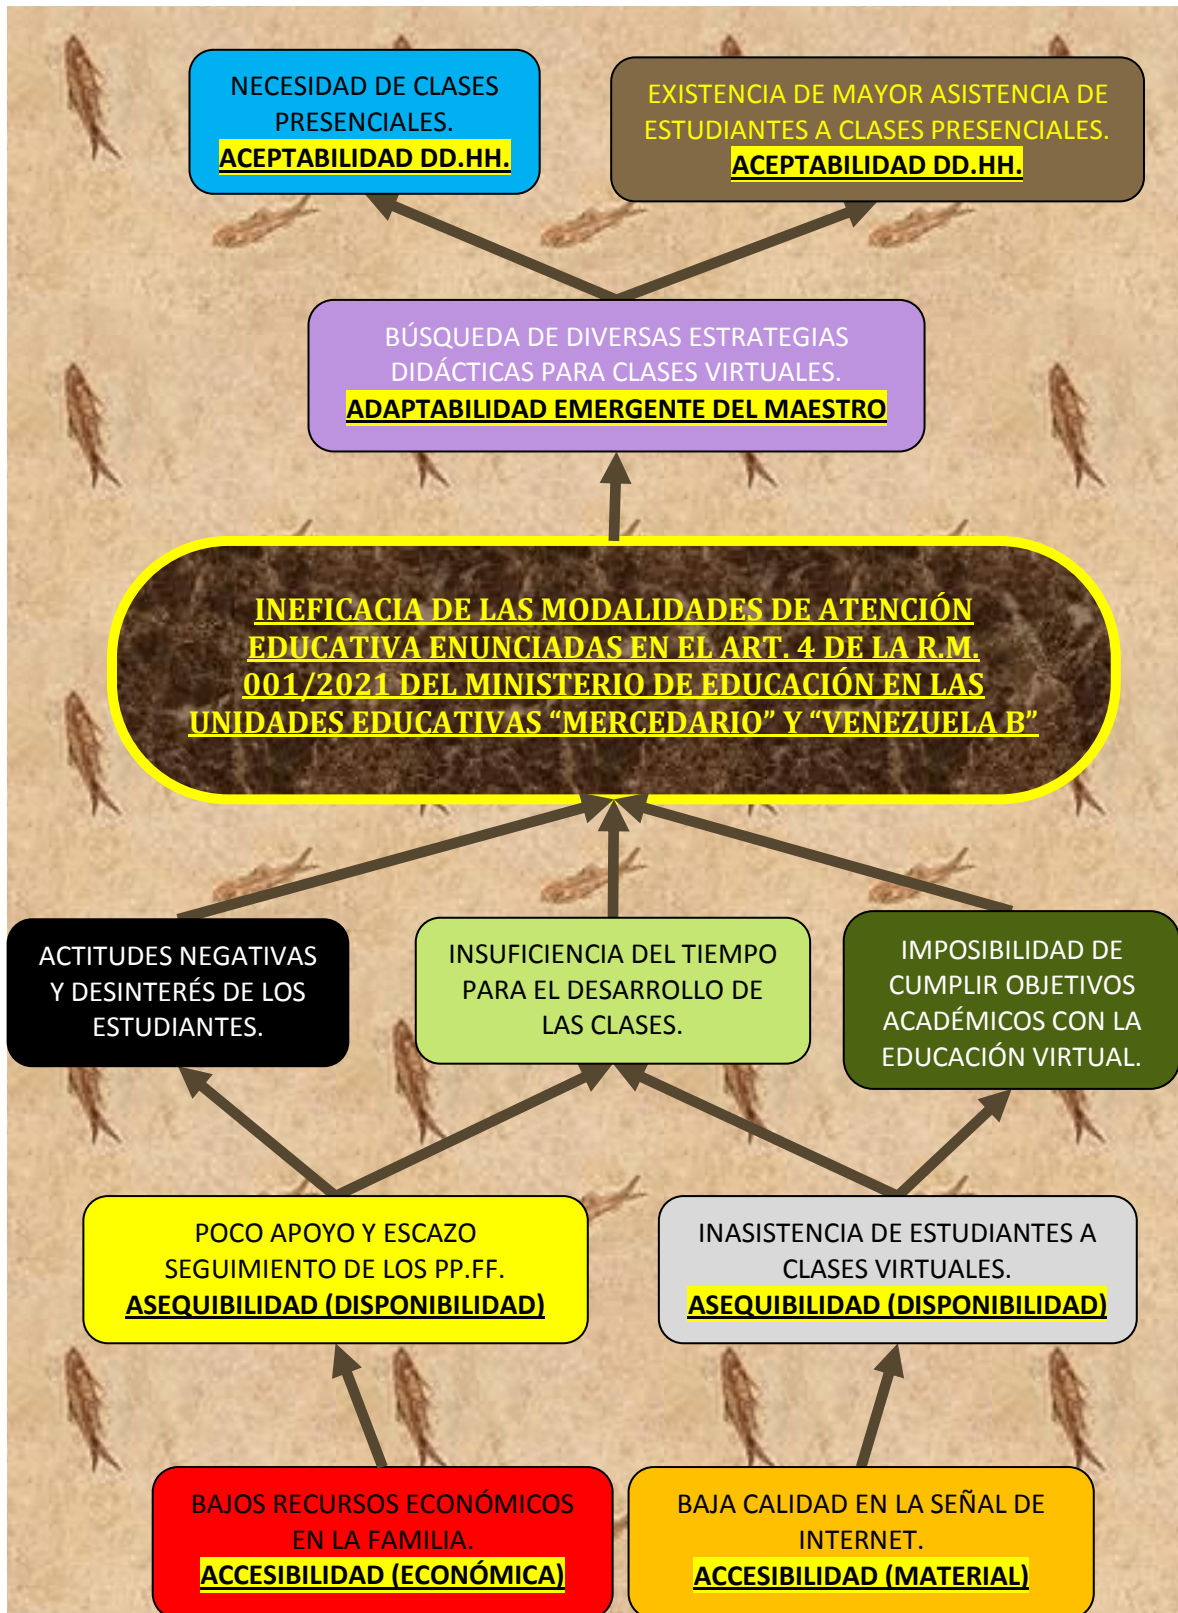 NECESIDAD DE CLASES
PRESENCIALES.
ACEPTABILIDAD DD.HH.
EXISTENCIA DE MAYOR ASISTENCIA DE
ESTUDIANTES A CLASES PRESENCIALES.
ACEPTABILIDAD DD.HH.
BÚSQUEDA DE DIVERSAS ESTRATEGIAS
DIDÁCTICAS PARA CLASES VIRTUALES.
ADAPTABILIDAD EMERGENTE DEL MAESTRO
INEFICACIA DE LAS MODALIDADES DE ATENCIÓN
EDUCATIVA ENUNCIADAS EN EL ART. 4 DE LA R.M.
001/2021 DEL MINISTERIO DE EDUCACIÓN EN LAS
UNIDADES EDUCATIVAS “MERCEDARIO” Y “VENEZUELA B”
ACTITUDES NEGATIVAS
Y DESINTERÉS DE LOS
ESTUDIANTES.
INSUFICIENCIA DEL TIEMPO
PARA EL DESARROLLO DE
LAS CLASES.
IMPOSIBILIDAD DE
CUMPLIR OBJETIVOS
ACADÉMICOS CON LA
EDUCACIÓN VIRTUAL.
POCO APOYO Y ESCAZO
SEGUIMIENTO DE LOS PP.FF.
ASEQUIBILIDAD (DISPONIBILIDAD)
INASISTENCIA DE ESTUDIANTES A
CLASES VIRTUALES.
ASEQUIBILIDAD (DISPONIBILIDAD)
BAJOS RECURSOS ECONÓMICOS
EN LA FAMILIA.
ACCESIBILIDAD (ECONÓMICA)
BAJA CALIDAD EN LA SEÑAL DE
INTERNET.
ACCESIBILIDAD (MATERIAL)